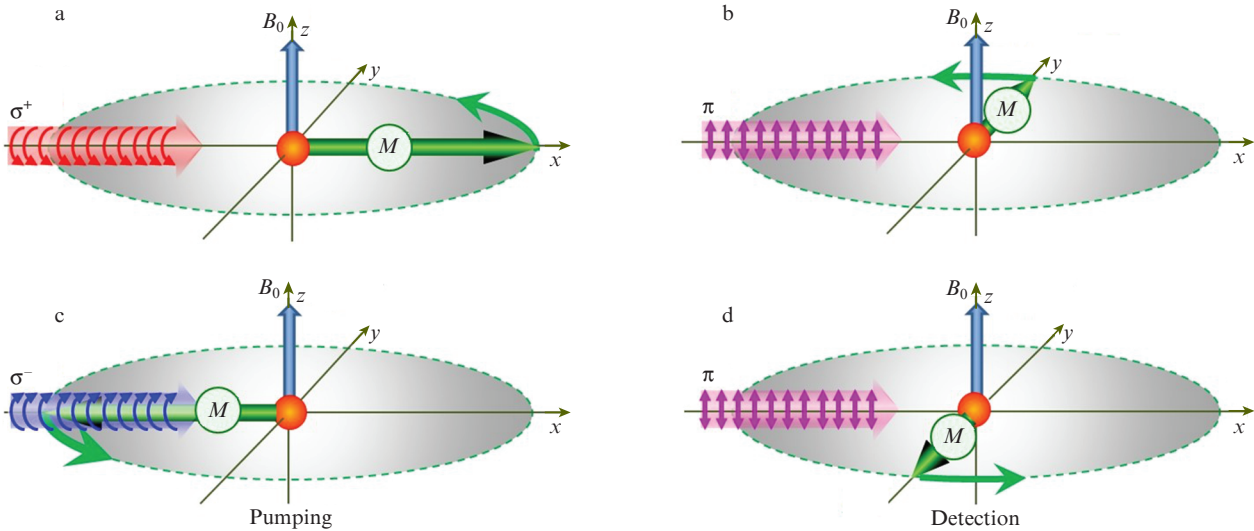 a
B₀
z
y
σ⁺
M
x
b
B₀
z
y
π
M
x
c
B₀
z
y
σ⁻
M
x
Pumping
d
B₀
z
y
π
M
x
Detection